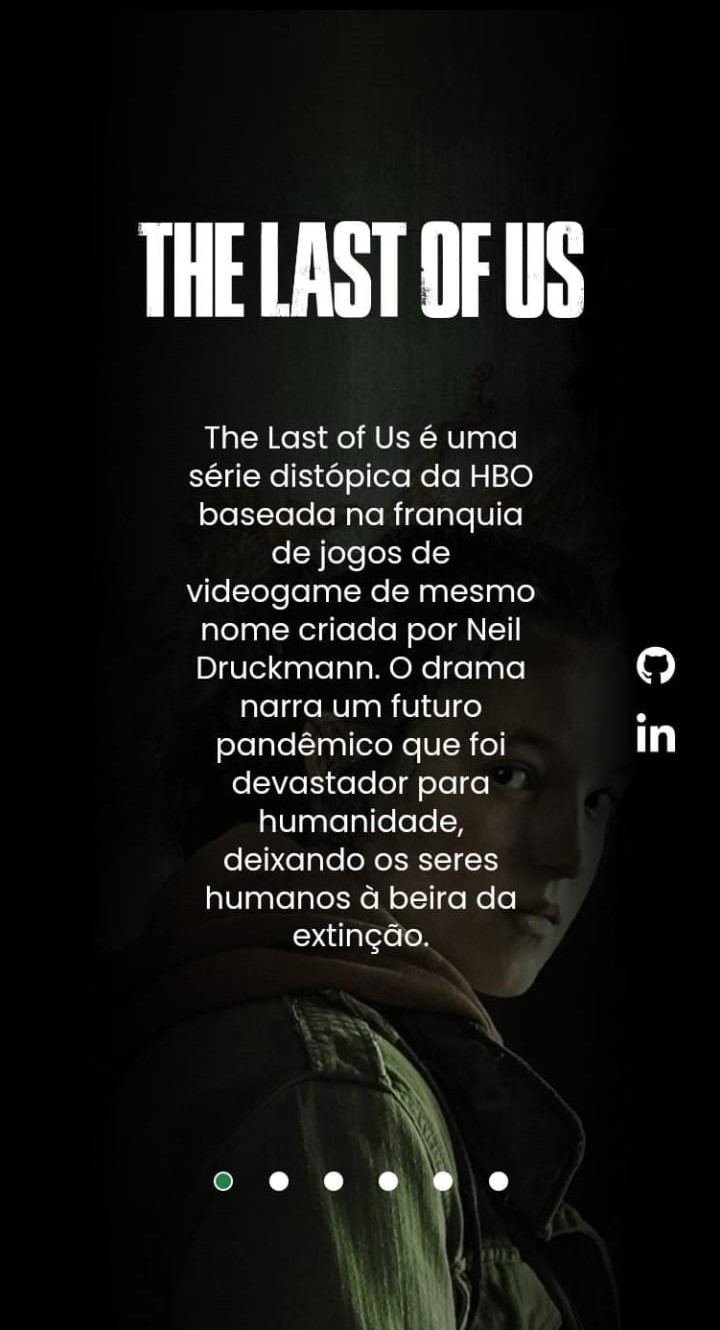 THE LAST OF US
The Last of Us é uma
série distópica da HBO
baseada na franquia
de jogos de
videogame de mesmo
nome criada por Neil
Druckmann. O drama
narra um futuro
pandêmico que foi
devastador para
humanidade,
deixando os seres
humanos à beira da
extinção.
in